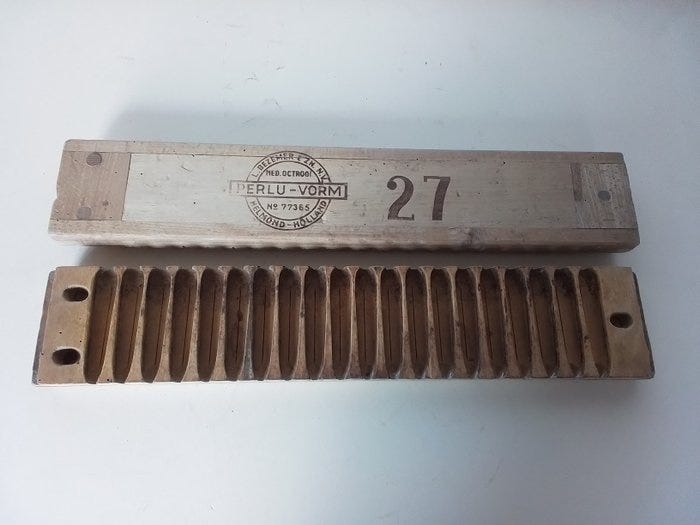 L. BEZEMER & ZN. N.V.
NED. OCTROOI
PERLU-VORM
No 77365
HELMOND-HOLLAND
27